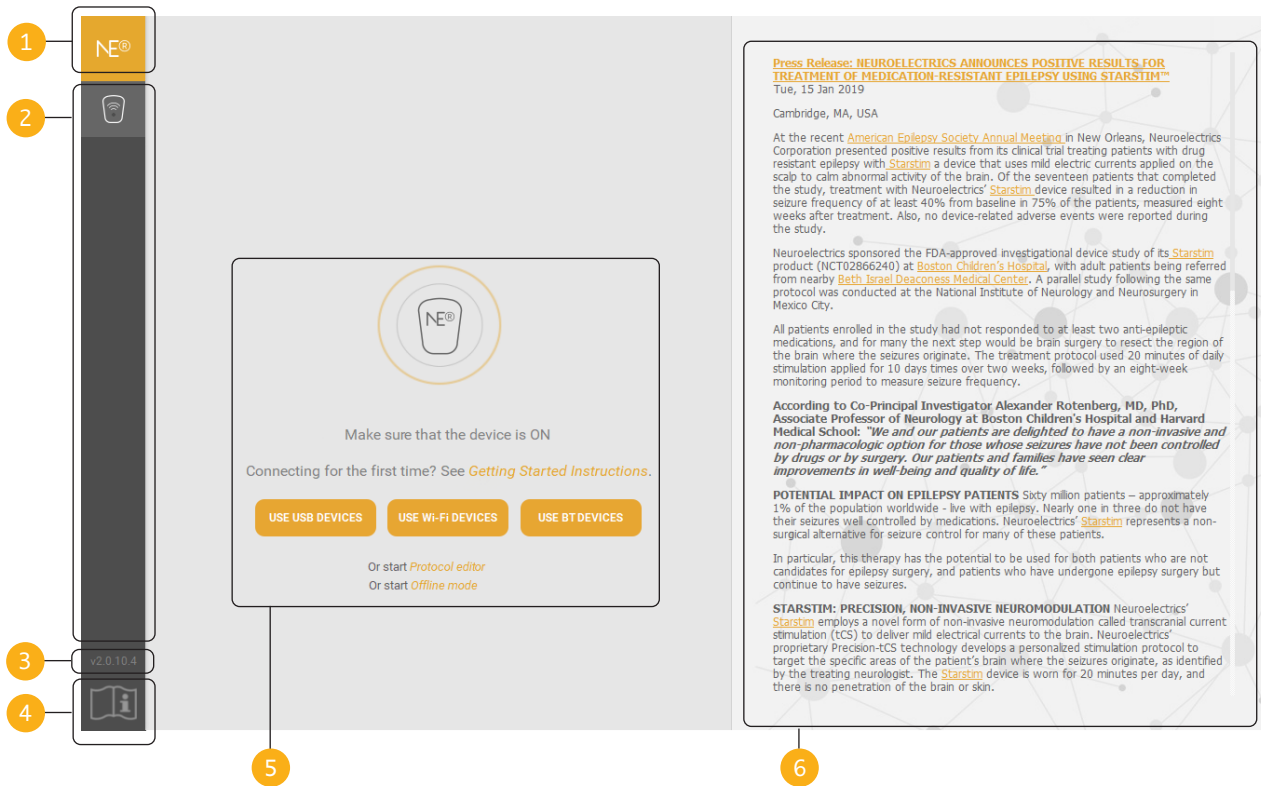 1
NE®
2
3
v2.0.10.4
4
NE®
Make sure that the device is ON
Connecting for the first time? See Getting Started Instructions.
USE USB DEVICES
USE Wi-Fi DEVICES
USE BT DEVICES
Or start Protocol editor
Or start Offline mode
5
Press Release: NEUROELECTRICS ANNOUNCES POSITIVE RESULTS FOR
TREATMENT OF MEDICATION-RESISTANT EPILEPSY USING STARSTIM™
Tue, 15 Jan 2019
Cambridge, MA, USA
At the recent American Epilepsy Society Annual Meeting in New Orleans, Neuroelectrics
Corporation presented positive results from its clinical trial treating patients with drug
resistant epilepsy with Starstim a device that uses mild electric currents applied on the
scalp to calm abnormal activity of the brain. Of the seventeen patients that completed
the study, treatment with Neuroelectrics' Starstim device resulted in a reduction in
seizure frequency of at least 40% from baseline in 75% of the patients, measured eight
weeks after treatment. Also, no device-related adverse events were reported during
the study.
Neuroelectrics sponsored the FDA-approved investigational device study of its Starstim
product (NCT02866240) at Boston Children's Hospital, with adult patients being referred
from nearby Beth Israel Deaconess Medical Center. A parallel study following the same
protocol was conducted at the National Institute of Neurology and Neurosurgery in
Mexico City.
All patients enrolled in the study had not responded to at least two anti-epileptic
medications, and for many the next step would be brain surgery to resect the region of
the brain where the seizures originate. The treatment protocol used 20 minutes of daily
stimulation applied for 10 days times over two weeks, followed by an eight-week
monitoring period to measure seizure frequency.
According to Co-Principal Investigator Alexander Rotenberg, MD, PhD,
Associate Professor of Neurology at Boston Children's Hospital and Harvard
Medical School: "We and our patients are delighted to have a non-invasive and
non-pharmacologic option for those whose seizures have not been controlled
by drugs or by surgery. Our patients and families have seen clear
improvements in well-being and quality of life."
POTENTIAL IMPACT ON EPILEPSY PATIENTS Sixty million patients – approximately
1% of the population worldwide - live with epilepsy. Nearly one in three do not have
their seizures well controlled by medications. Neuroelectrics' Starstim represents a non-
surgical alternative for seizure control for many of these patients.
In particular, this therapy has the potential to be used for both patients who are not
candidates for epilepsy surgery, and patients who have undergone epilepsy surgery but
continue to have seizures.
STARSTIM: PRECISION, NON-INVASIVE NEUROMODULATION Neuroelectrics'
Starstim employs a novel form of non-invasive neuromodulation called transcranial current
stimulation (tCS) to deliver mild electrical currents to the brain. Neuroelectrics'
proprietary Precision-tCS technology develops a personalized stimulation protocol to
target the specific areas of the patient's brain where the seizures originate, as identified
by the treating neurologist. The Starstim device is worn for 20 minutes per day, and
there is no penetration of the brain or skin.
6